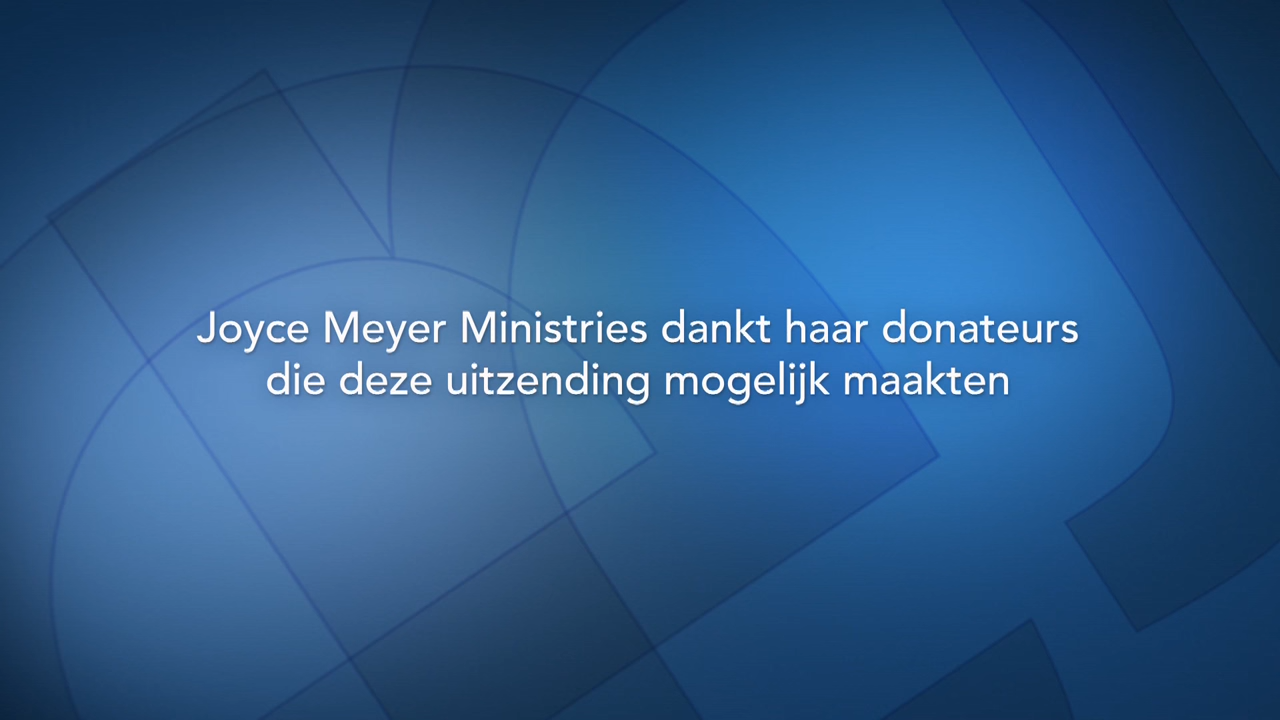 Joyce Meyer Ministries dankt haar donateurs
die deze uitzending mogelijk maakten